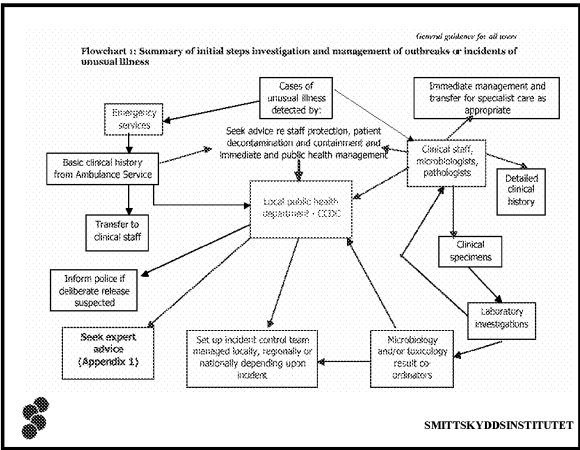 General guidance for all users
Flowchart 1: Summary of initial steps investigation and management of outbreaks or incidents of
unusual illness
Cases of
unusual illness
detected by:
Immediate management and
transfer for specialist care as
appropriate
Emergency
services
Seek advice re staff protection, patient
decontamination and containment and
immediate and public health management
Clinical staff,
microbiologists,
pathologists
Basic clinical history
from Ambulance Service
Detailed
clinical
history
Local public health
department - CCDC
Transfer to
clinical staff
Clinical
specimens
Inform police if
deliberate release
suspected
Laboratory
investigations
Seek expert
advice
(Appendix 1)
Set up incident control team
managed locally, regionally or
nationally depending upon
incident
Microbiology
and/or toxicology
result co-
ordinators
SMITTSKYDDSINSTITUTET